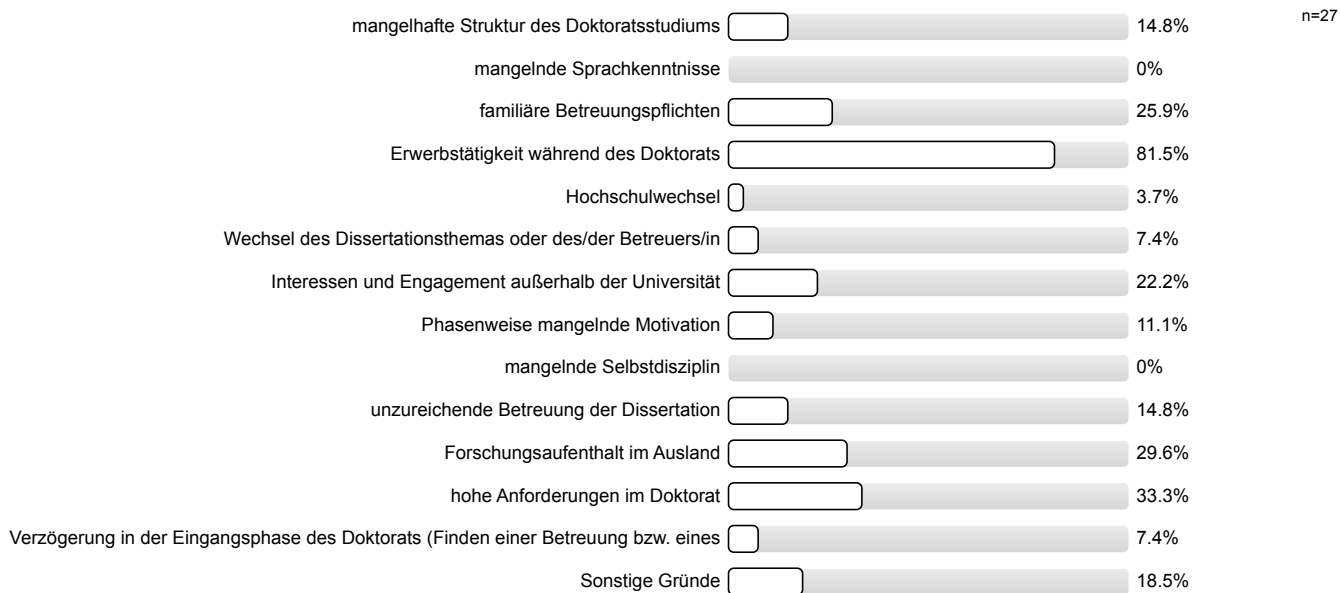 n=27
mangelhafte Struktur des Doktoratsstudiums 14.8%
mangelnde Sprachkenntnisse 0%
familiäre Betreuungspflichten 25.9%
Erwerbstätigkeit während des Doktorats 81.5%
Hochschulwechsel 3.7%
Wechsel des Dissertationsthemas oder des/der Betreuers/in 7.4%
Interessen und Engagement außerhalb der Universität 22.2%
Phasenweise mangelnde Motivation 11.1%
mangelnde Selbstdisziplin 0%
unzureichende Betreuung der Dissertation 14.8%
Forschungsaufenthalt im Ausland 29.6%
hohe Anforderungen im Doktorat 33.3%
Verzögerung in der Eingangsphase des Doktorats (Finden einer Betreuung bzw. eines 7.4%
Sonstige Gründe 18.5%